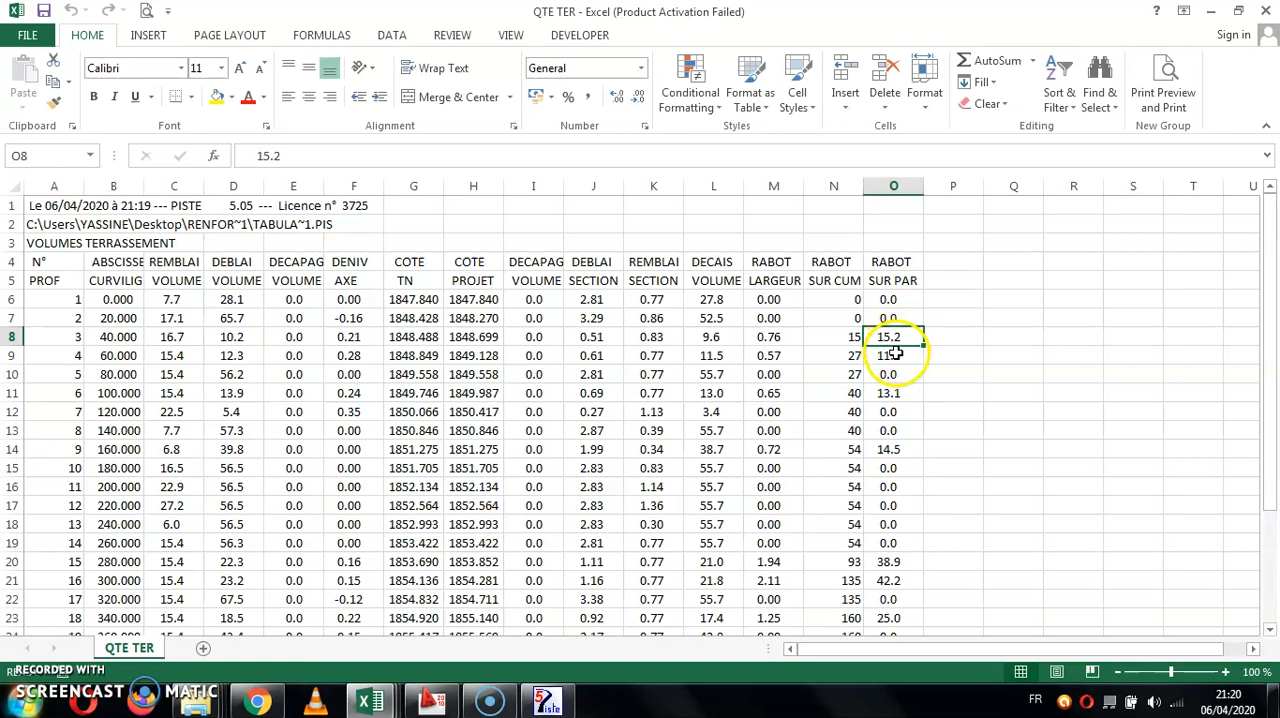 QTE TER - Excel (Product Activation Failed)
FILE HOME INSERT PAGE LAYOUT FORMULAS DATA REVIEW VIEW DEVELOPER Sign in
Calibri 11 Wrap Text General AutoSum
Paste Merge & Center Conditional Formatting Format as Table Cell Styles Insert Delete Format Fill Clear Sort & Filter Find & Select Print Preview and Print
Clipboard Font Alignment Number Styles Cells Editing New Group
O8 15.2
A B C D E F G H I J K L M N O P Q R S T U
1 Le 06/04/2020 à 21:19 --- PISTE 5.05 --- Licence n° 3725
2 C:\Users\YASSINE\Desktop\RENFOR~1\TABULA~1.PIS
3 VOLUMES TERRASSEMENT
4 N° ABSCISSE REMBLAI DEBLAI DECAPAG DENIV COTE COTE DECAPAG DEBLAI REMBLAI DECAIS RABOT RABOT RABOT
5 PROF CURVILIG VOLUME VOLUME VOLUME AXE TN PROJET VOLUME SECTION SECTION VOLUME LARGEUR SUR CUM SUR PAR
6 1 0.000 7.7 28.1 0.0 0.00 1847.840 1847.840 0.0 2.81 0.77 27.8 0.00 0 0.0
7 2 20.000 17.1 65.7 0.0 -0.16 1848.428 1848.270 0.0 3.29 0.86 52.5 0.00 0 0.0
8 3 40.000 16.7 10.2 0.0 0.21 1848.488 1848.699 0.0 0.51 0.83 9.6 0.76 15 15.2
9 4 60.000 15.4 12.3 0.0 0.28 1848.849 1849.128 0.0 0.61 0.77 11.5 0.57 27
10 5 80.000 15.4 56.2 0.0 0.00 1849.558 1849.558 0.0 2.81 0.77 55.7 0.00 27 0.0
11 6 100.000 15.4 13.9 0.0 0.24 1849.746 1849.987 0.0 0.69 0.77 13.0 0.65 40 13.1
12 7 120.000 22.5 5.4 0.0 0.35 1850.066 1850.417 0.0 0.27 1.13 3.4 0.00 40 0.0
13 8 140.000 7.7 57.3 0.0 0.00 1850.846 1850.846 0.0 2.87 0.39 55.7 0.00 40 0.0
14 9 160.000 6.8 39.8 0.0 0.00 1851.275 1851.275 0.0 1.99 0.34 38.7 0.72 54 14.5
15 10 180.000 16.5 56.5 0.0 0.00 1851.705 1851.705 0.0 2.83 0.83 55.7 0.00 54 0.0
16 11 200.000 22.9 56.5 0.0 0.00 1852.134 1852.134 0.0 2.83 1.14 55.7 0.00 54 0.0
17 12 220.000 27.2 56.5 0.0 0.00 1852.564 1852.564 0.0 2.83 1.36 55.7 0.00 54 0.0
18 13 240.000 6.0 56.5 0.0 0.00 1852.993 1852.993 0.0 2.83 0.30 55.7 0.00 54 0.0
19 14 260.000 15.4 56.3 0.0 0.00 1853.422 1853.422 0.0 2.81 0.77 55.7 0.00 54 0.0
20 15 280.000 15.4 22.3 0.0 0.16 1853.690 1853.852 0.0 1.11 0.77 21.0 1.94 93 38.9
21 16 300.000 15.4 23.2 0.0 0.15 1854.136 1854.281 0.0 1.16 0.77 21.8 2.11 135 42.2
22 17 320.000 15.4 67.5 0.0 -0.12 1854.832 1854.711 0.0 3.38 0.77 55.7 0.00 135 0.0
23 18 340.000 15.4 18.5 0.0 0.22 1854.920 1855.140 0.0 0.92 0.77 17.4 1.25 160 25.0
QTE TER
100 %
RECORDED WITH
SCREENCAST MATIC
FR 21:20
06/04/2020